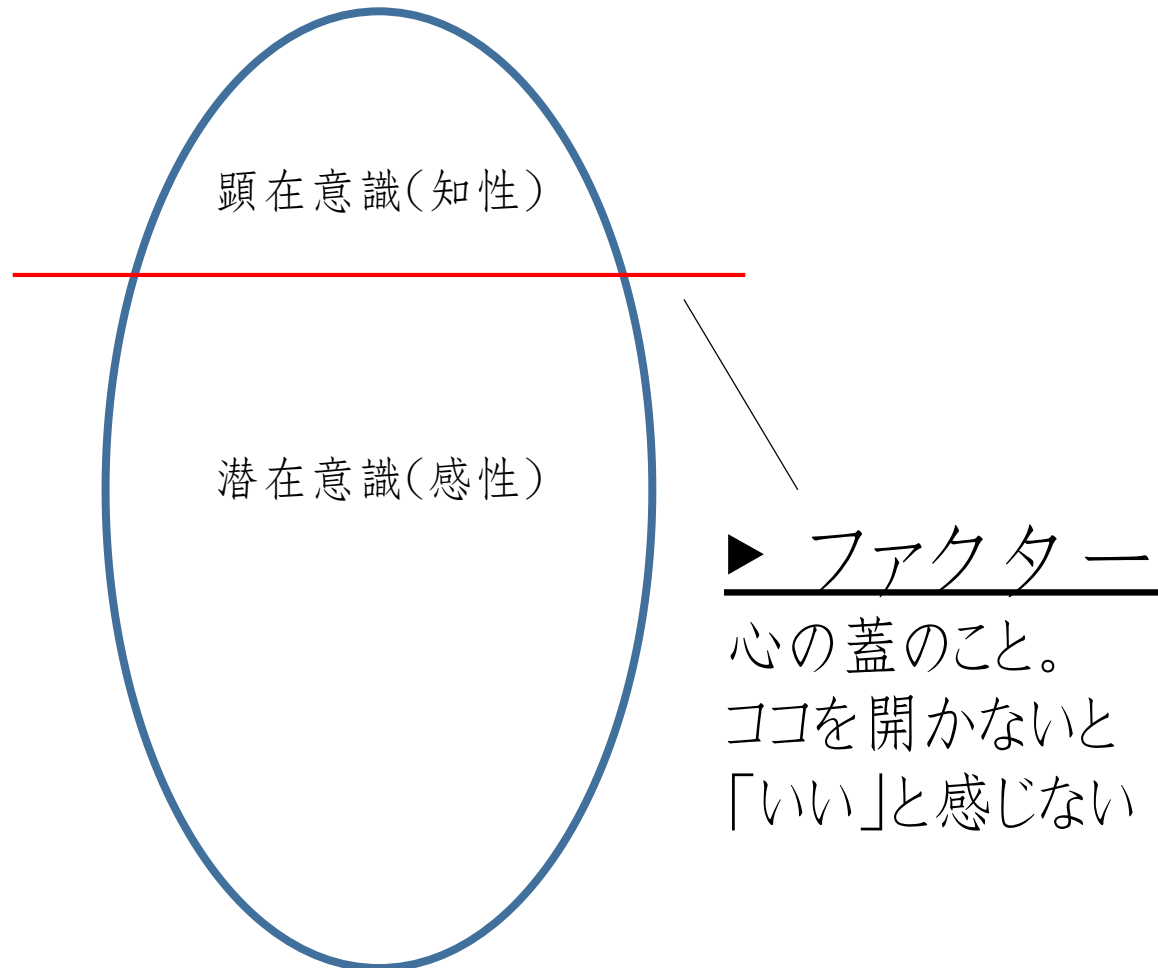 顕在意識(知性)
潜在意識(感性)
▶ ファクター
心の蓋のこと。
ココを開かないと
「いい」と感じない